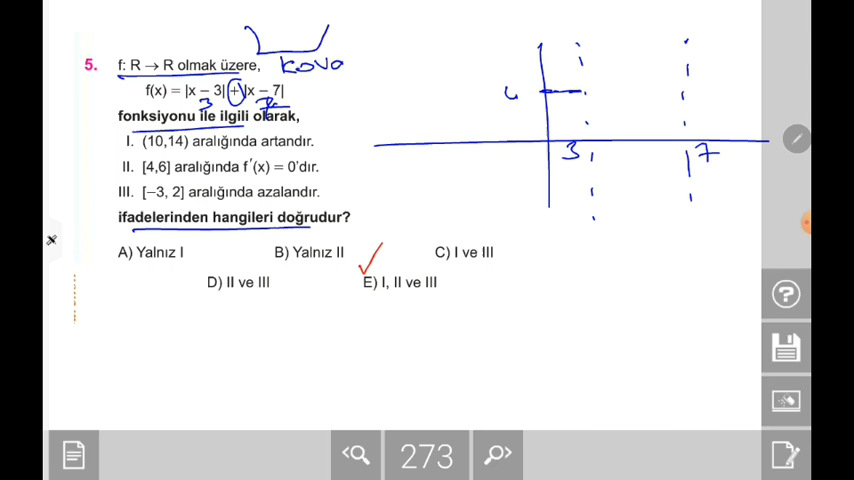 5. f: R → R olmak üzere,
kova
f(x) = |x − 3| + |x − 7|
3 7
fonksiyonu ile ilgili olarak,
I. (10,14) aralığında artandır.
II. [4,6] aralığında f'(x) = 0'dır.
III. [−3, 2] aralığında azalandır.
ifadelerinden hangileri doğrudur?
A) Yalnız I B) Yalnız II C) I ve III
D) II ve III E) I, II ve III
4
3 7
273